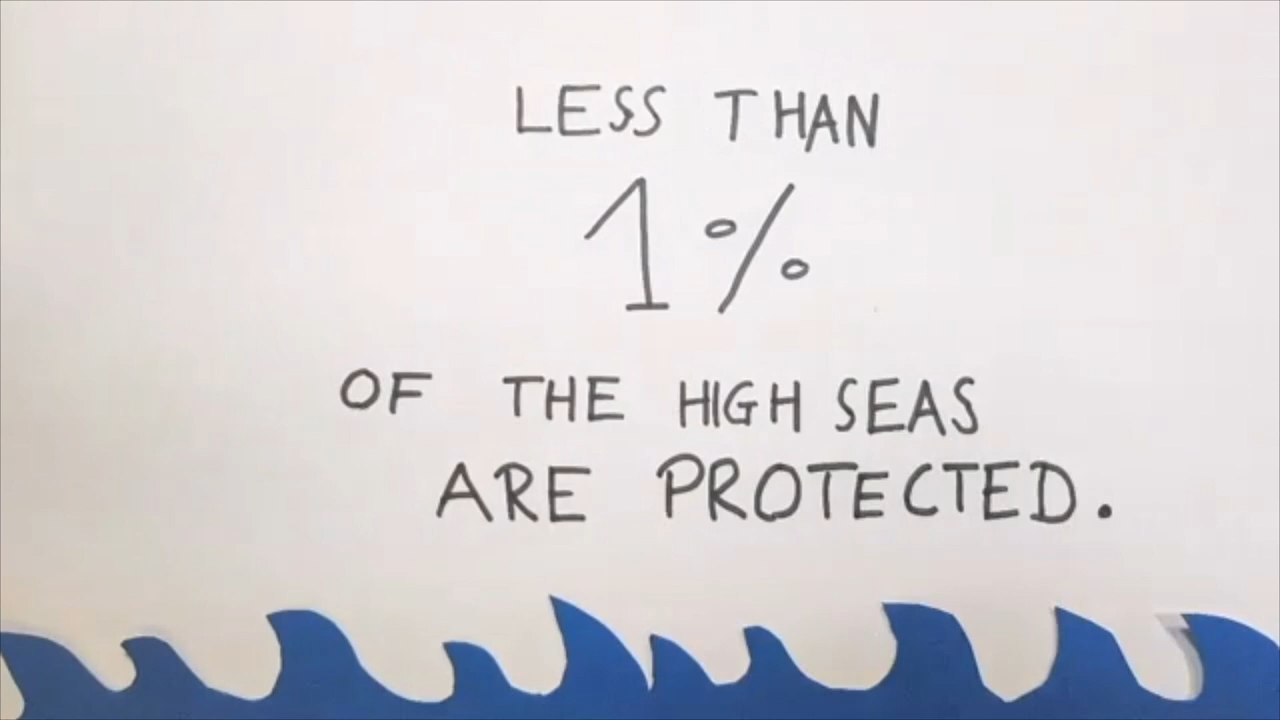 LESS THAN
1%
OF THE HIGH SEAS
ARE PROTECTED.